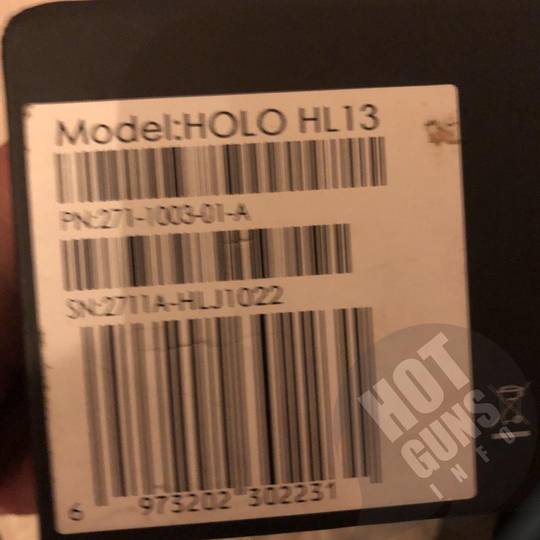 Model:HOLO HL13
PN:271-1003-01-A
SN:2711A-HLJ1022
6 973202 302231
HOT
GUNS
INFO